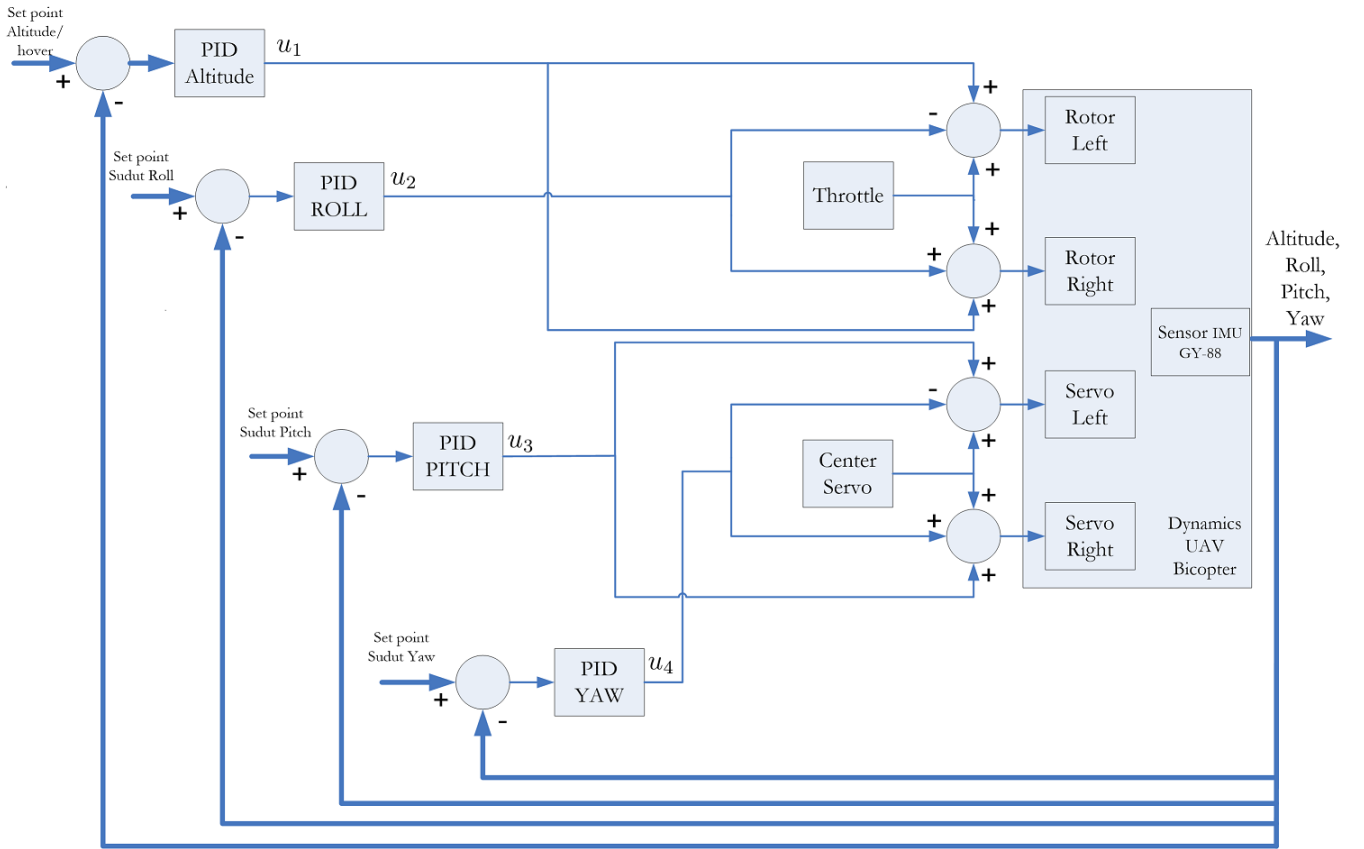 Set point
Altitude/
hover
+
-
PID
Altitude
u1
Set point
Sudut Roll
+
-
PID
ROLL
u2
Throttle
+
-
+
+
+
+
Rotor
Left
Rotor
Right
Sensor IMU
GY-88
Altitude,
Roll,
Pitch,
Yaw
Set point
Sudut Pitch
+
-
PID
PITCH
u3
Center
Servo
+
-
+
+
+
+
Servo
Left
Servo
Right
Dynamics
UAV
Bicopter
Set point
Sudut Yaw
+
-
PID
YAW
u4